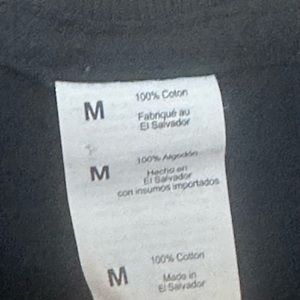 M
100% Coton
Fabriqué au
El Salvador
M
100% Algodón
Hecho en
El Salvador
con insumos importados
M
100% Cotton
Made in
El Salvador